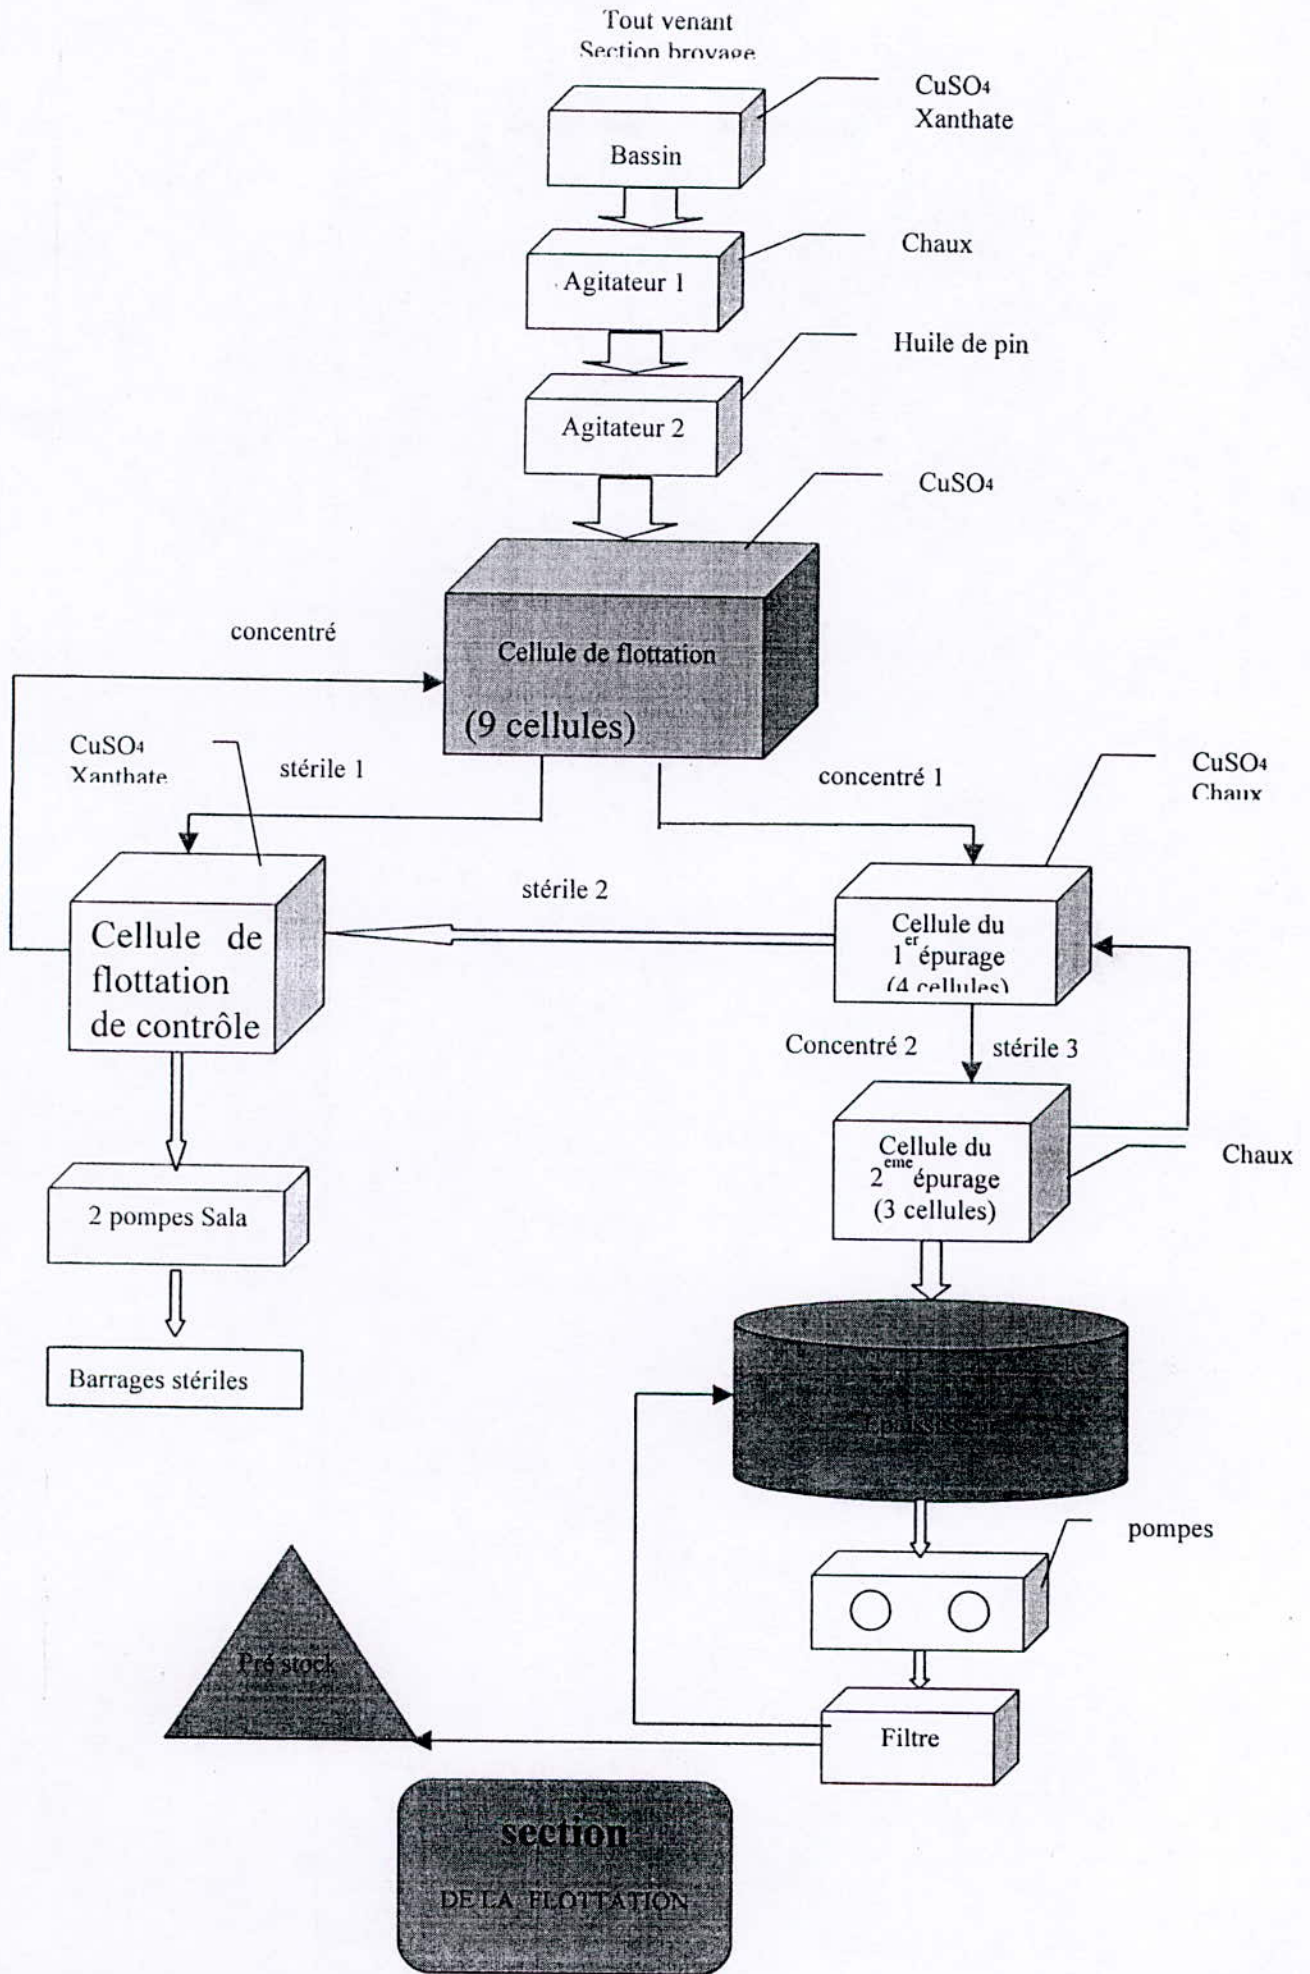 Tout venant
Section broyage
CuSO4
Xanthate
Bassin
Chaux
Agitateur 1
Huile de pin
Agitateur 2
CuSO4
concentré
Cellule de flottation
(9 cellules)
CuSO4
Xanthate
stérile 1
concentré 1
CuSO4
Chaux
stérile 2
Cellule de
flottation
de contrôle
Cellule du
1er épurage
(4 cellules)
Concentré 2
stérile 3
Cellule du
2eme épurage
(3 cellules)
Chaux
2 pompes Sala
Barrages stériles
pompes
Pré stock
Filtre
section
DE LA FLOTTATION